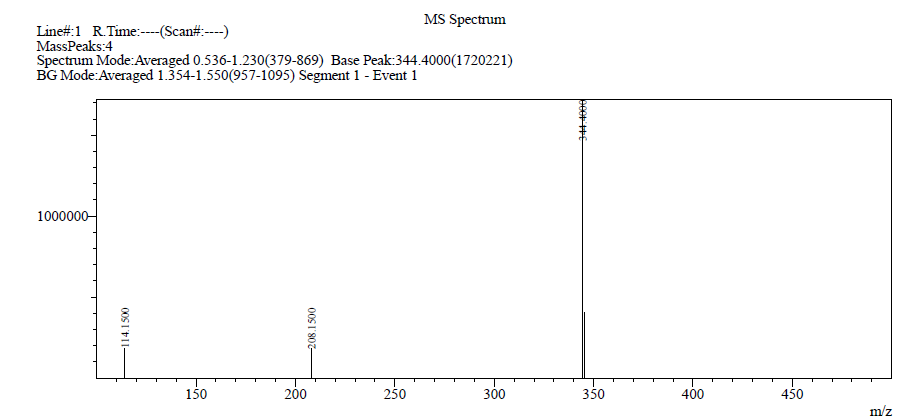 MS Spectrum
Line#:1 R.Time:----(Scan#:----)
MassPeaks:4
Spectrum Mode:Averaged 0.536-1.230(379-869) Base Peak:344.4000(1720221)
BG Mode:Averaged 1.354-1.550(957-1095) Segment 1 - Event 1
344.4000
1000000
114.1500
208.1500
150 200 250 300 350 400 450
m/z